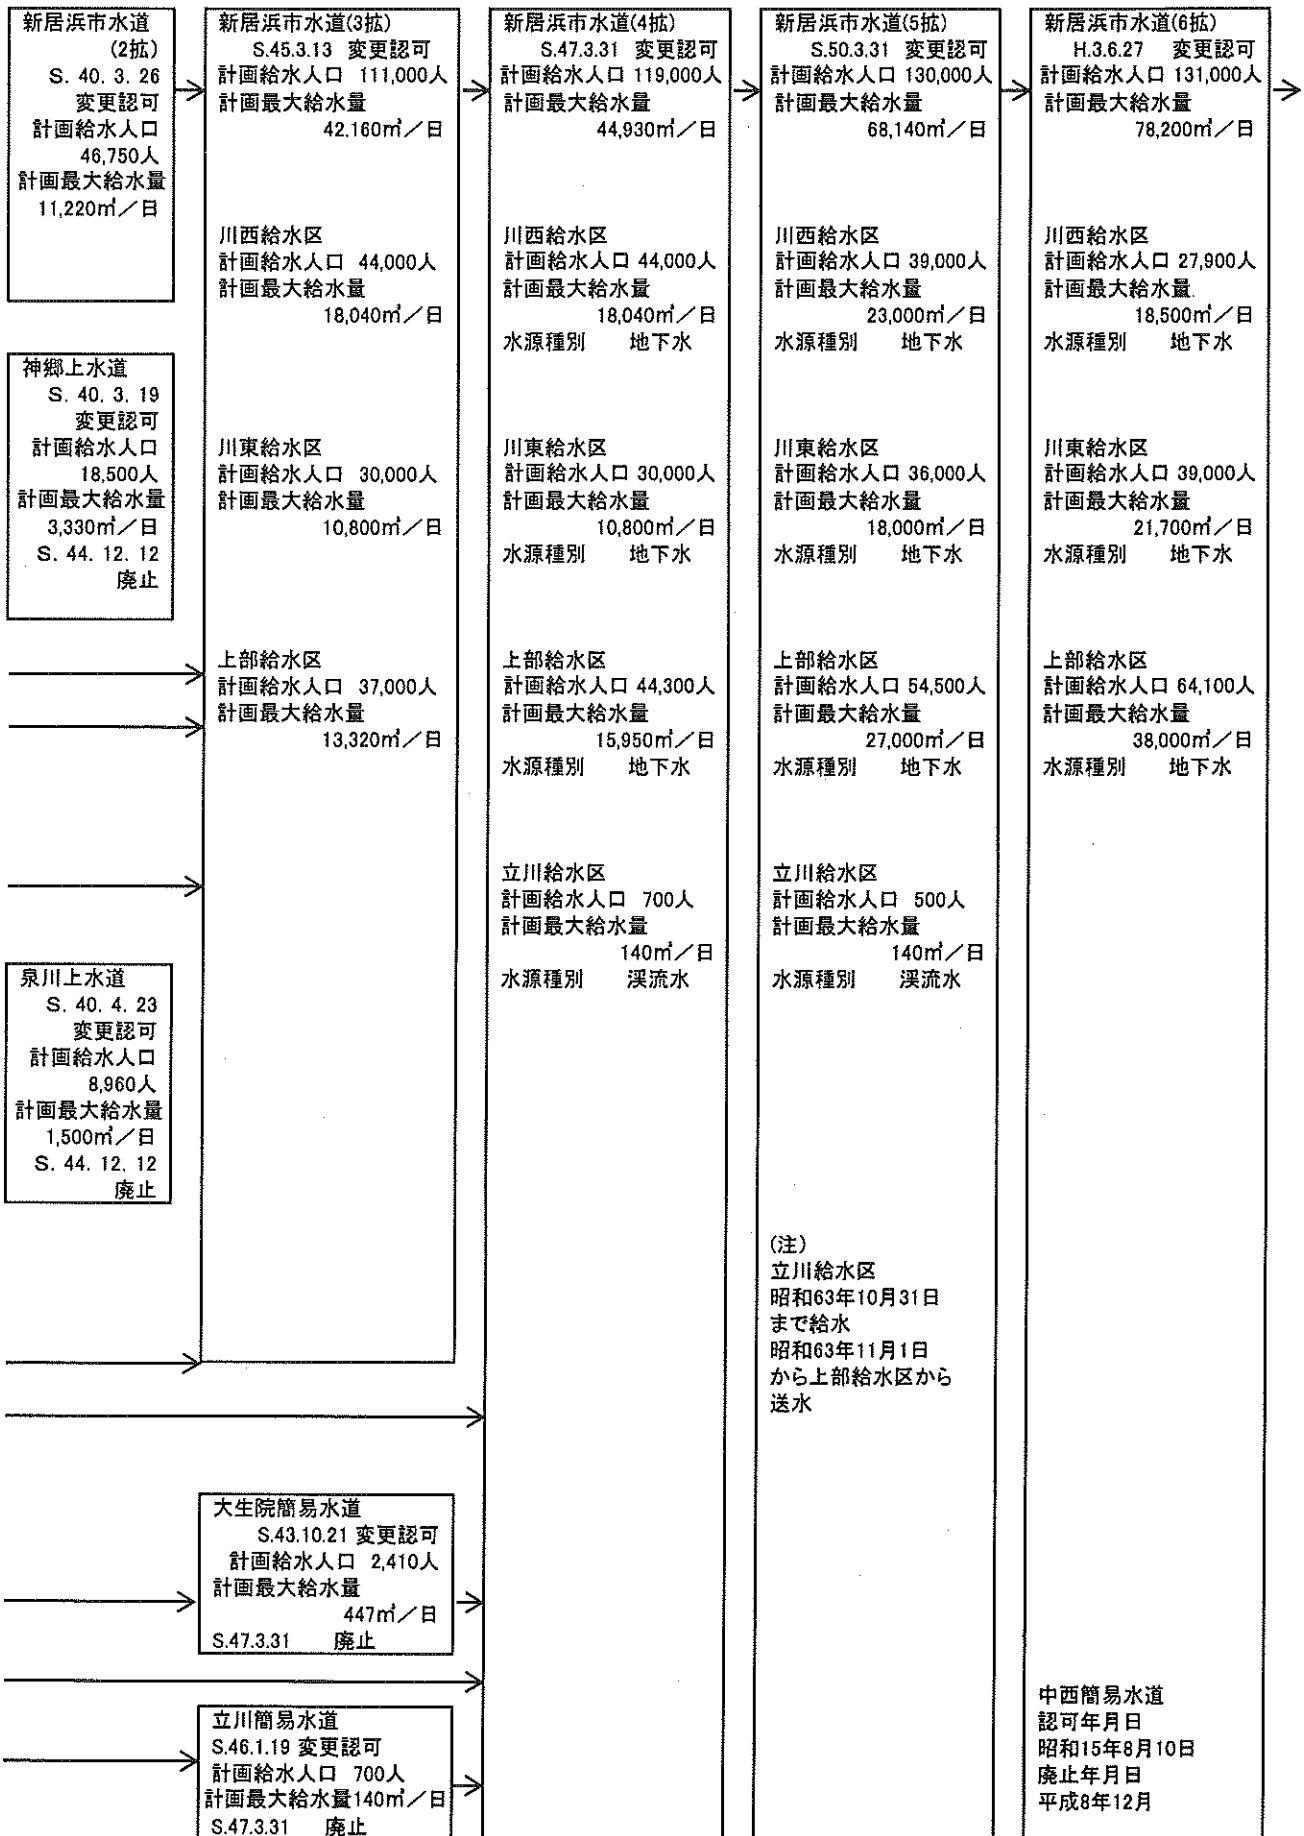 新居浜市水道
(2拡)
S. 40. 3. 26
変更認可
計画給水人口
46,750人
計画最大給水量
11,220㎥／日
神郷上水道
S. 40. 3. 19
変更認可
計画給水人口
18,500人
計画最大給水量
3,330㎥／日
S. 44. 12. 12
廃止
泉川上水道
S. 40. 4. 23
変更認可
計画給水人口
8,960人
計画最大給水量
1,500㎥／日
S. 44. 12. 12
廃止
新居浜市水道(3拡)
S.45.3.13 変更認可
計画給水人口 111,000人
計画最大給水量
42.160㎥／日
川西給水区
計画給水人口 44,000人
計画最大給水量
18,040㎥／日
川東給水区
計画給水人口 30,000人
計画最大給水量
10,800㎥／日
上部給水区
計画給水人口 37,000人
計画最大給水量
13,320㎥／日
大生院簡易水道
S.43.10.21 変更認可
計画給水人口 2,410人
計画最大給水量
447㎥／日
S.47.3.31 廃止
立川簡易水道
S.46.1.19 変更認可
計画給水人口 700人
計画最大給水量140㎥／日
S.47.3.31 廃止
新居浜市水道(4拡)
S.47.3.31 変更認可
計画給水人口 119,000人
計画最大給水量
44,930㎥／日
川西給水区
計画給水人口 44,000人
計画最大給水量
18,040㎥／日
水源種別 地下水
川東給水区
計画給水人口 30,000人
計画最大給水量
10,800㎥／日
水源種別 地下水
上部給水区
計画給水人口 44,300人
計画最大給水量
15,950㎥／日
水源種別 地下水
立川給水区
計画給水人口 700人
計画最大給水量
140㎥／日
水源種別 渓流水
新居浜市水道(5拡)
S.50.3.31 変更認可
計画給水人口 130,000人
計画最大給水量
68,140㎥／日
川西給水区
計画給水人口 39,000人
計画最大給水量
23,000㎥／日
水源種別 地下水
川東給水区
計画給水人口 36,000人
計画最大給水量
18,000㎥／日
水源種別 地下水
上部給水区
計画給水人口 54,500人
計画最大給水量
27,000㎥／日
水源種別 地下水
立川給水区
計画給水人口 500人
計画最大給水量
140㎥／日
水源種別 渓流水
(注)
立川給水区
昭和63年10月31日
まで給水
昭和63年11月1日
から上部給水区から
送水
新居浜市水道(6拡)
H.3.6.27 変更認可
計画給水人口 131,000人
計画最大給水量
78,200㎥／日
川西給水区
計画給水人口 27,900人
計画最大給水量
18,500㎥／日
水源種別 地下水
川東給水区
計画給水人口 39,000人
計画最大給水量
21,700㎥／日
水源種別 地下水
上部給水区
計画給水人口 64,100人
計画最大給水量
38,000㎥／日
水源種別 地下水
中西簡易水道
認可年月日
昭和15年8月10日
廃止年月日
平成8年12月